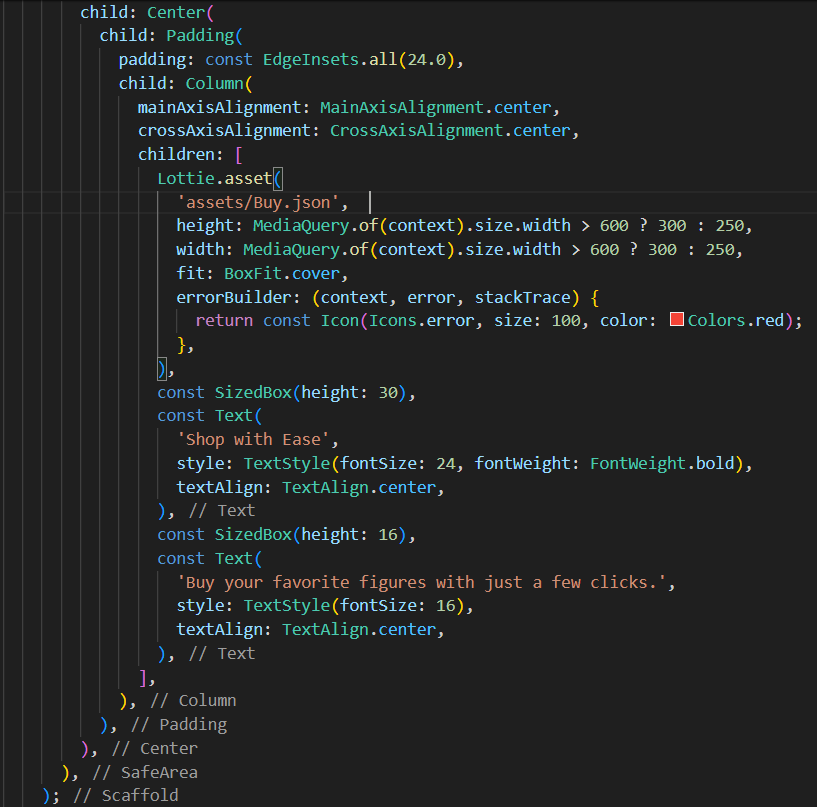 child: Center(
child: Padding(
padding: const EdgeInsets.all(24.0),
child: Column(
mainAxisAlignment: MainAxisAlignment.center,
crossAxisAlignment: CrossAxisAlignment.center,
children: [
Lottie.asset(
'assets/Buy.json',
height: MediaQuery.of(context).size.width > 600 ? 300 : 250,
width: MediaQuery.of(context).size.width > 600 ? 300 : 250,
fit: BoxFit.cover,
errorBuilder: (context, error, stackTrace) {
return const Icon(Icons.error, size: 100, color: Colors.red);
},
),
const SizedBox(height: 30),
const Text(
'Shop with Ease',
style: TextStyle(fontSize: 24, fontWeight: FontWeight.bold),
textAlign: TextAlign.center,
), // Text
const SizedBox(height: 16),
const Text(
'Buy your favorite figures with just a few clicks.',
style: TextStyle(fontSize: 16),
textAlign: TextAlign.center,
), // Text
],
), // Column
), // Padding
), // Center
), // SafeArea
); // Scaffold